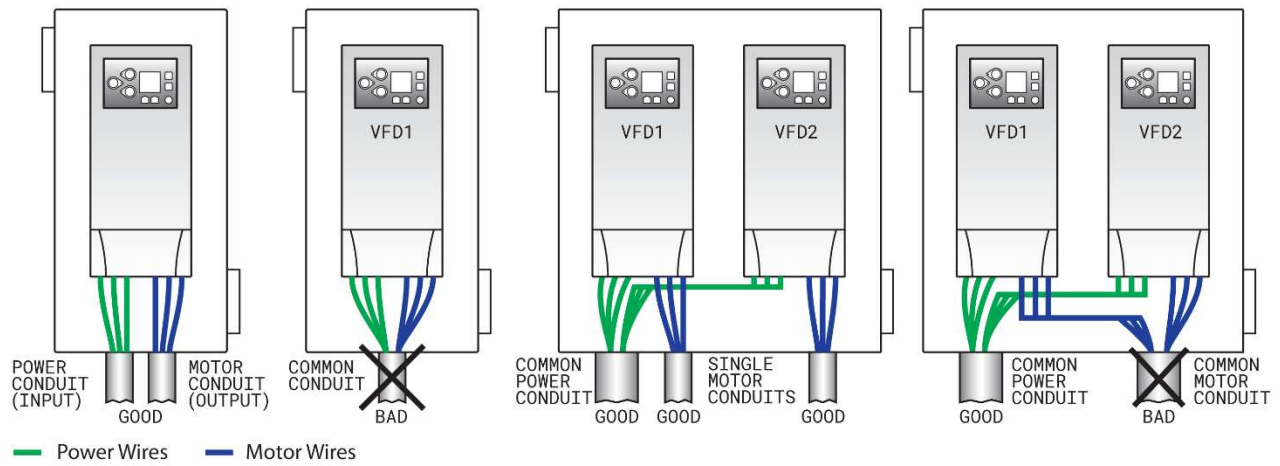 VFD1
VFD1
VFD2
VFD1
VFD2
POWER
CONDUIT
(INPUT)
MOTOR
CONDUIT
(OUTPUT)
GOOD
COMMON
CONDUIT
BAD
COMMON
POWER
CONDUIT
GOOD
GOOD
SINGLE
MOTOR
CONDUITS
GOOD
GOOD
COMMON
POWER
CONDUIT
BAD
COMMON
MOTOR
CONDUIT
Power Wires
Motor Wires